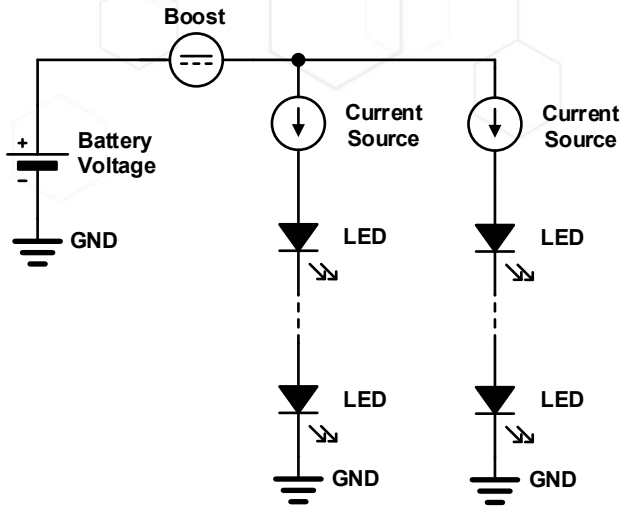 Boost
+
Battery
Voltage
−
GND
Current
Source
Current
Source
LED
LED
LED
LED
GND
GND